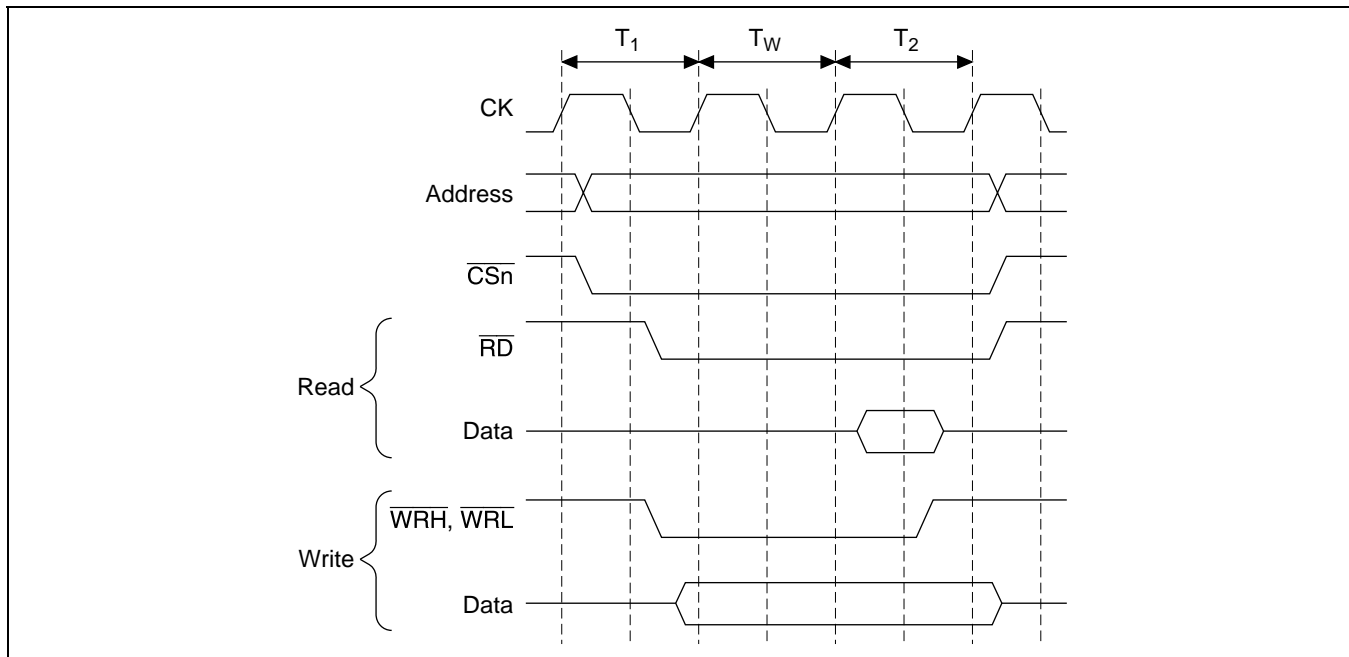 T1 TW T2
CK
Address
CSn
RD
Read
Data
WRH, WRL
Write
Data